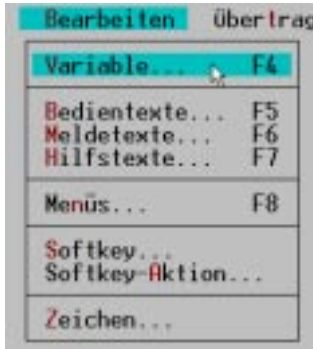 Bearbeiten übertrag
Variable... F4
Bedientexte... F5
Meldetexte... F6
Hilfstexte... F7
Menüs... F8
Softkey...
Softkey-Aktion...
Zeichen...